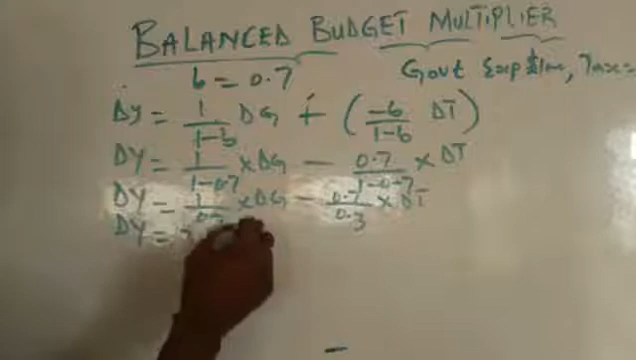 BALANCED BUDGET MULTIPLIER
b = 0.7
Govt Exp
ΔY = 1/1-b ΔG + (-b/1-b ΔT)
ΔY = 1/1-0.7 × ΔG - 0.7/1-0.7 × ΔT
ΔY = 1/0.3 × ΔG - 0.7/0.3 × ΔT
ΔY =